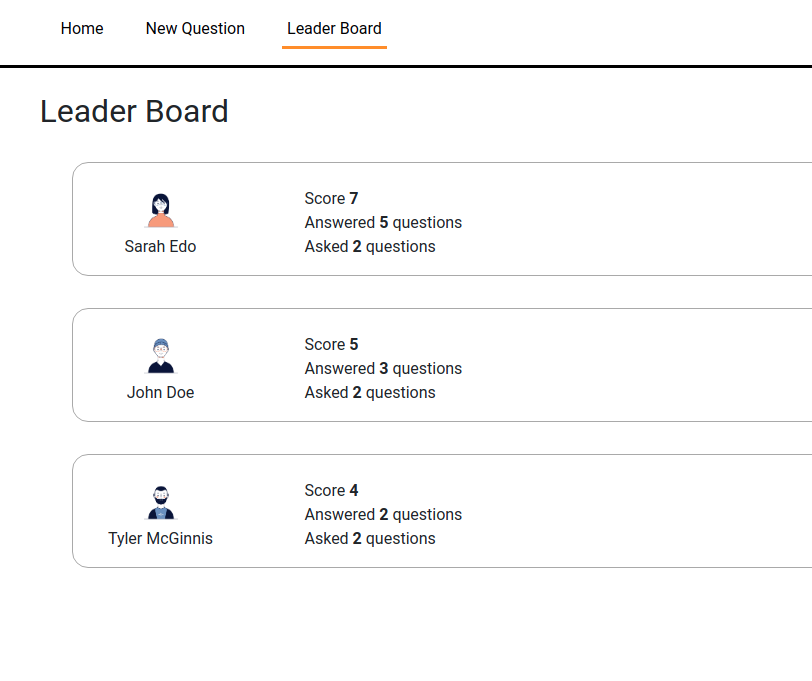 Home New Question Leader Board
Leader Board
Score 7
Answered 5 questions
Sarah Edo Asked 2 questions
Score 5
Answered 3 questions
John Doe Asked 2 questions
Score 4
Answered 2 questions
Tyler McGinnis Asked 2 questions